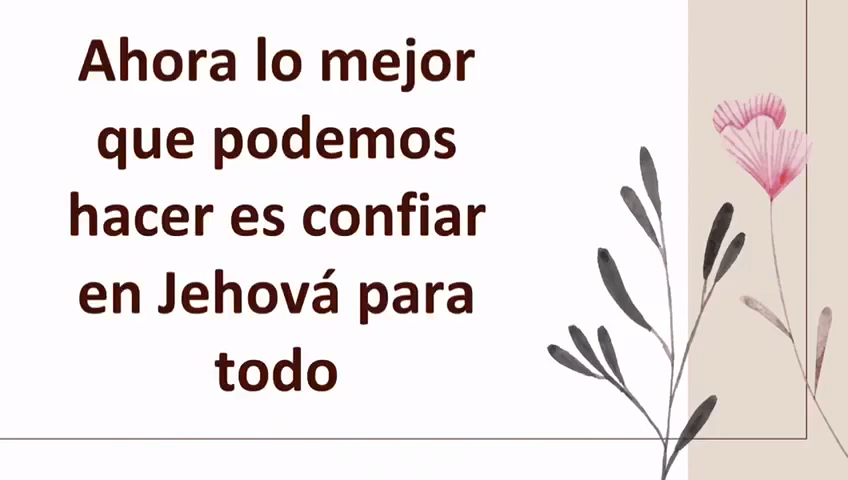 Ahora lo mejor
que podemos
hacer es confiar
en Jehová para
todo